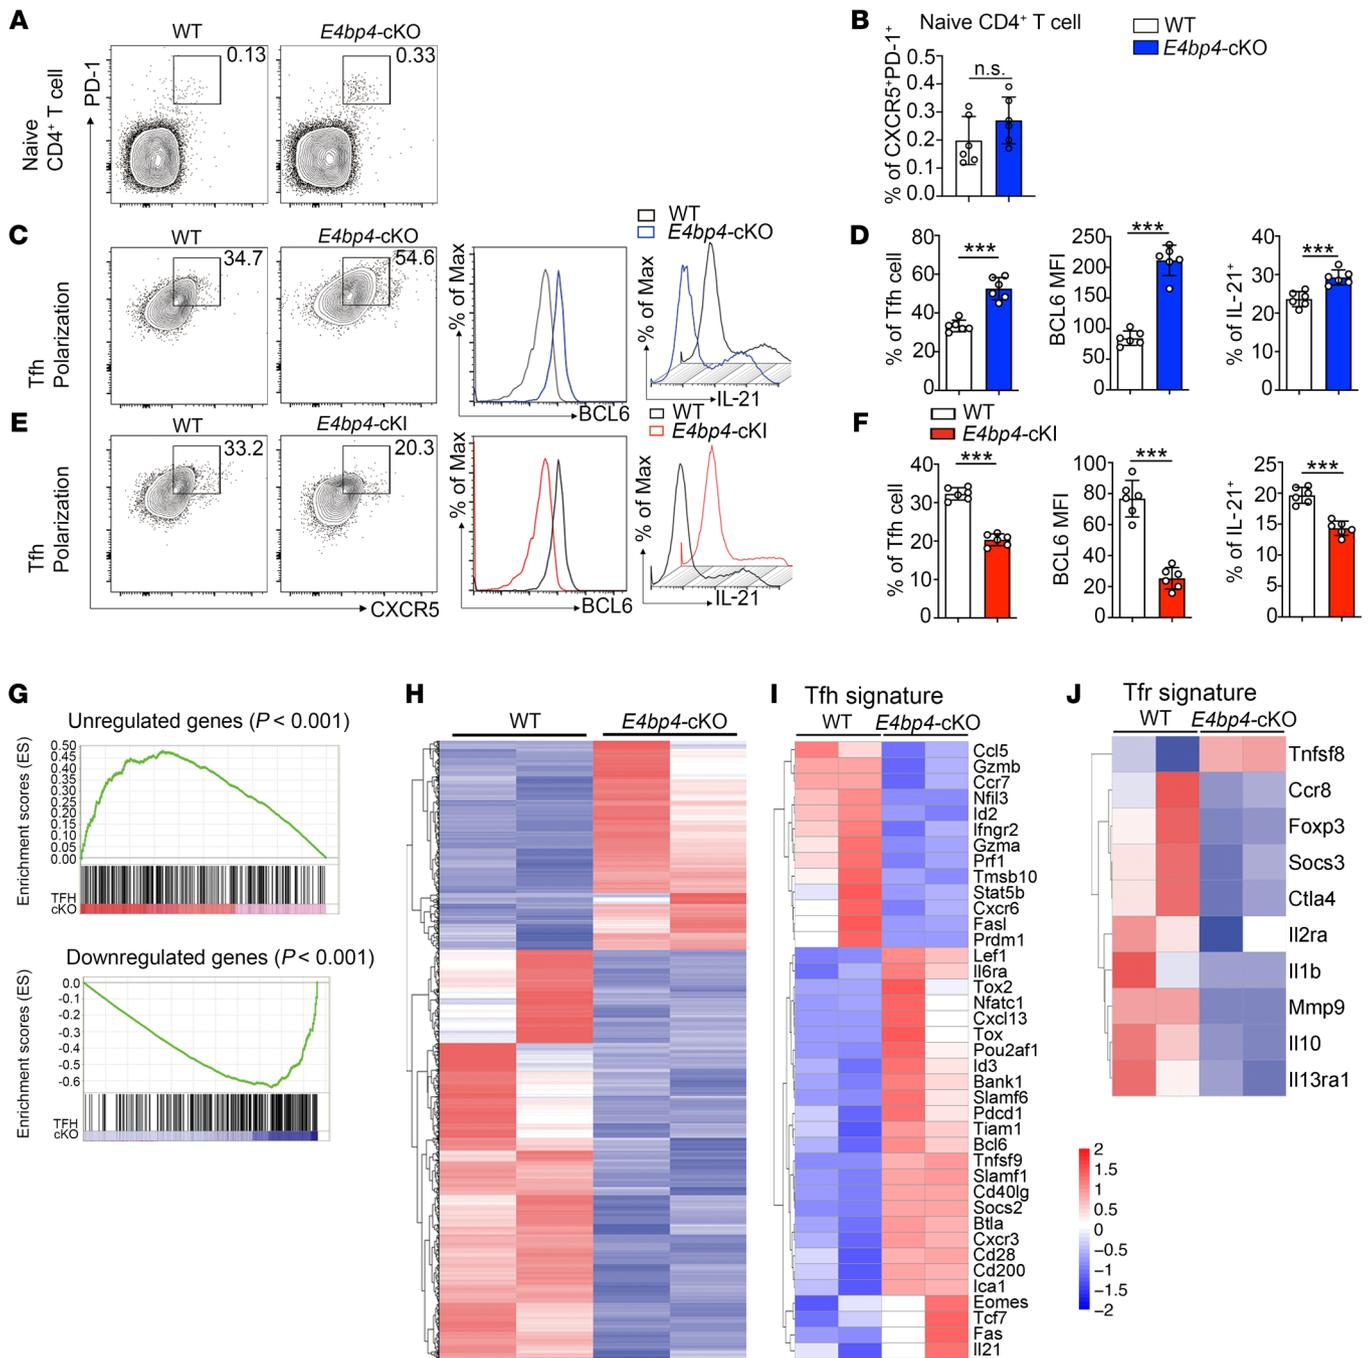 A
WT
E4bp4-cKO
0.13
0.33
PD-1
Naive
CD4+ T cell
B
Naive CD4+ T cell
WT
E4bp4-cKO
% of CXCR5+PD-1+
n.s.
0.5
0.4
0.3
0.2
0.1
0.0
C
WT
E4bp4-cKO
34.7
54.6
Tfh
Polarization
% of Max
BCL6
WT
E4bp4-cKO
% of Max
IL-21
D
% of Tfh cell
80
60
40
20
0
***
BCL6 MFI
250
200
150
100
50
0
***
% of IL-21+
40
30
20
10
0
***
E
WT
E4bp4-cKI
33.2
20.3
Tfh
Polarization
CXCR5
% of Max
BCL6
WT
E4bp4-cKI
% of Max
IL-21
F
WT
E4bp4-cKI
% of Tfh cell
40
30
20
10
0
***
BCL6 MFI
100
80
60
40
20
0
***
% of IL-21+
25
20
15
10
5
0
***
G
Unregulated genes (P < 0.001)
Enrichment scores (ES)
0.50
0.45
0.40
0.35
0.30
0.25
0.20
0.15
0.10
0.05
0.00
TFH
cKO
Downregulated genes (P < 0.001)
Enrichment scores (ES)
0.0
-0.1
-0.2
-0.3
-0.4
-0.5
-0.6
TFH
cKO
H
WT
E4bp4-cKO
I
Tfh signature
WT
E4bp4-cKO
Ccl5
Gzmb
Ccr7
Nfil3
Id2
Ifngr2
Gzma
Prf1
Tmsb10
Stat5b
Cxcr6
Fasl
Prdm1
Lef1
Il6ra
Tox2
Nfatc1
Cxcl13
Tox
Pou2af1
Id3
Bank1
Slamf6
Pdcd1
Tiam1
Bcl6
Tnfsf9
Slamf1
Cd40lg
Socs2
Btla
Cxcr3
Cd28
Cd200
Ica1
Eomes
Tcf7
Fas
Il21
J
Tfr signature
WT
E4bp4-cKO
Tnfsf8
Ccr8
Foxp3
Socs3
Ctla4
Il2ra
Il1b
Mmp9
Il10
Il13ra1
2
1.5
1
0.5
0
−0.5
−1
−1.5
−2